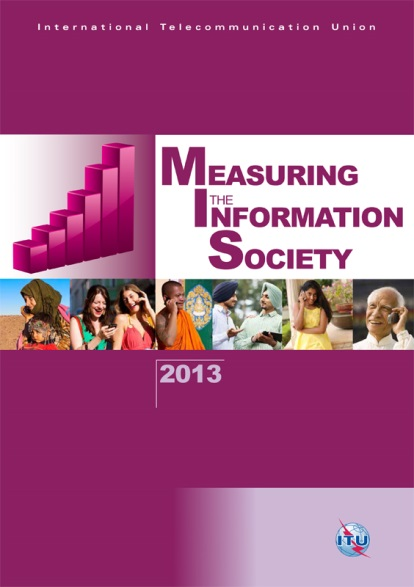 International Telecommunication Union
MEASURING
THE
INFORMATION
SOCIETY
2013
ITU